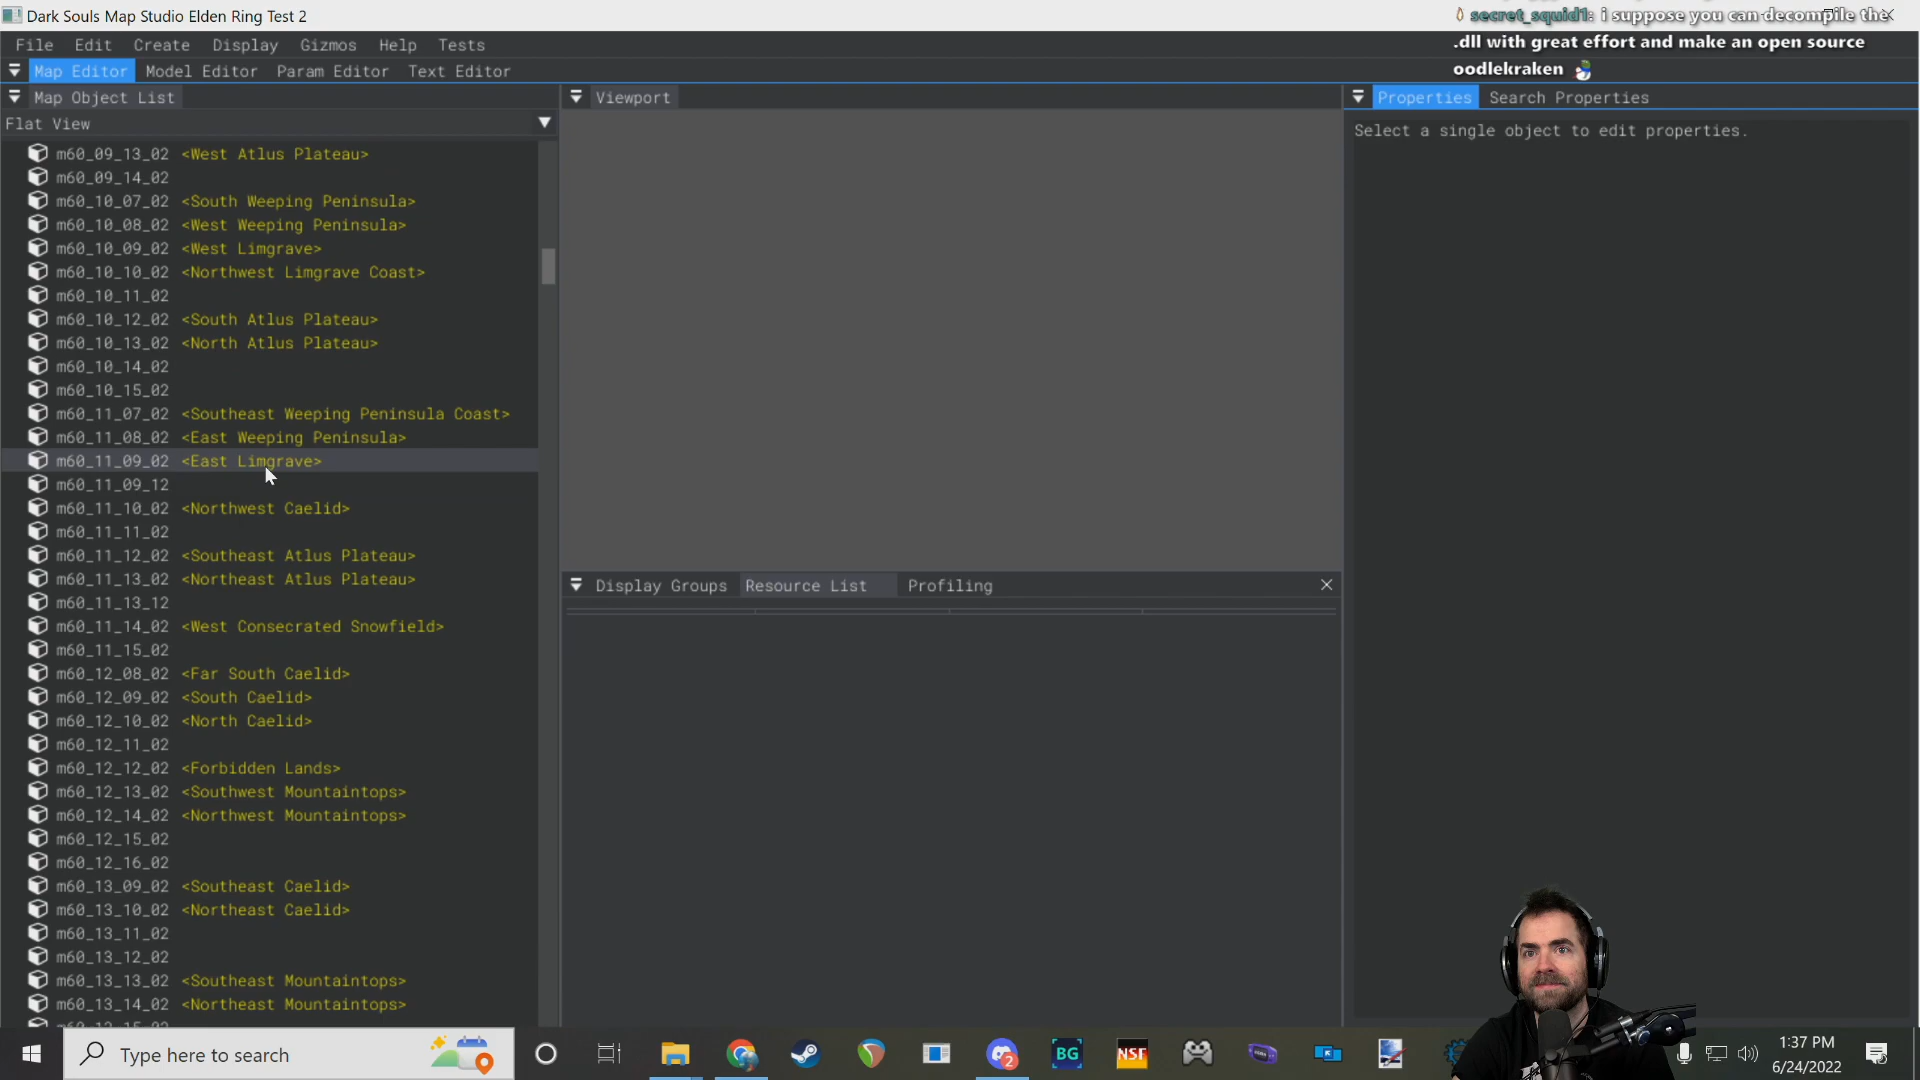 Dark Souls Map Studio Elden Ring Test 2
secret_squid1: i suppose you can decompile the
.dll with great effort and make an open source
oodlekraken
File Edit Create Display Gizmos Help Tests
Map Editor Model Editor Param Editor Text Editor
Map Object List
Viewport
Properties Search Properties
Flat View
Select a single object to edit properties.
m60_09_13_02 <West Atlus Plateau>
m60_09_14_02
m60_10_07_02 <South Weeping Peninsula>
m60_10_08_02 <West Weeping Peninsula>
m60_10_09_02 <West Limgrave>
m60_10_10_02 <Northwest Limgrave Coast>
m60_10_11_02
m60_10_12_02 <South Atlus Plateau>
m60_10_13_02 <North Atlus Plateau>
m60_10_14_02
m60_10_15_02
m60_11_07_02 <Southeast Weeping Peninsula Coast>
m60_11_08_02 <East Weeping Peninsula>
m60_11_09_02 <East Limgrave>
m60_11_09_12
m60_11_10_02 <Northwest Caelid>
m60_11_11_02
m60_11_12_02 <Southeast Atlus Plateau>
m60_11_13_02 <Northeast Atlus Plateau>
m60_11_13_12
m60_11_14_02 <West Consecrated Snowfield>
m60_11_15_02
m60_12_08_02 <Far South Caelid>
m60_12_09_02 <South Caelid>
m60_12_10_02 <North Caelid>
m60_12_11_02
m60_12_12_02 <Forbidden Lands>
m60_12_13_02 <Southwest Mountaintops>
m60_12_14_02 <Northwest Mountaintops>
m60_12_15_02
m60_12_16_02
m60_13_09_02 <Southeast Caelid>
m60_13_10_02 <Northeast Caelid>
m60_13_11_02
m60_13_12_02
m60_13_13_02 <Southeast Mountaintops>
m60_13_14_02 <Northeast Mountaintops>
Display Groups Resource List Profiling
Type here to search
2
BG
NSF
1:37 PM
6/24/2022